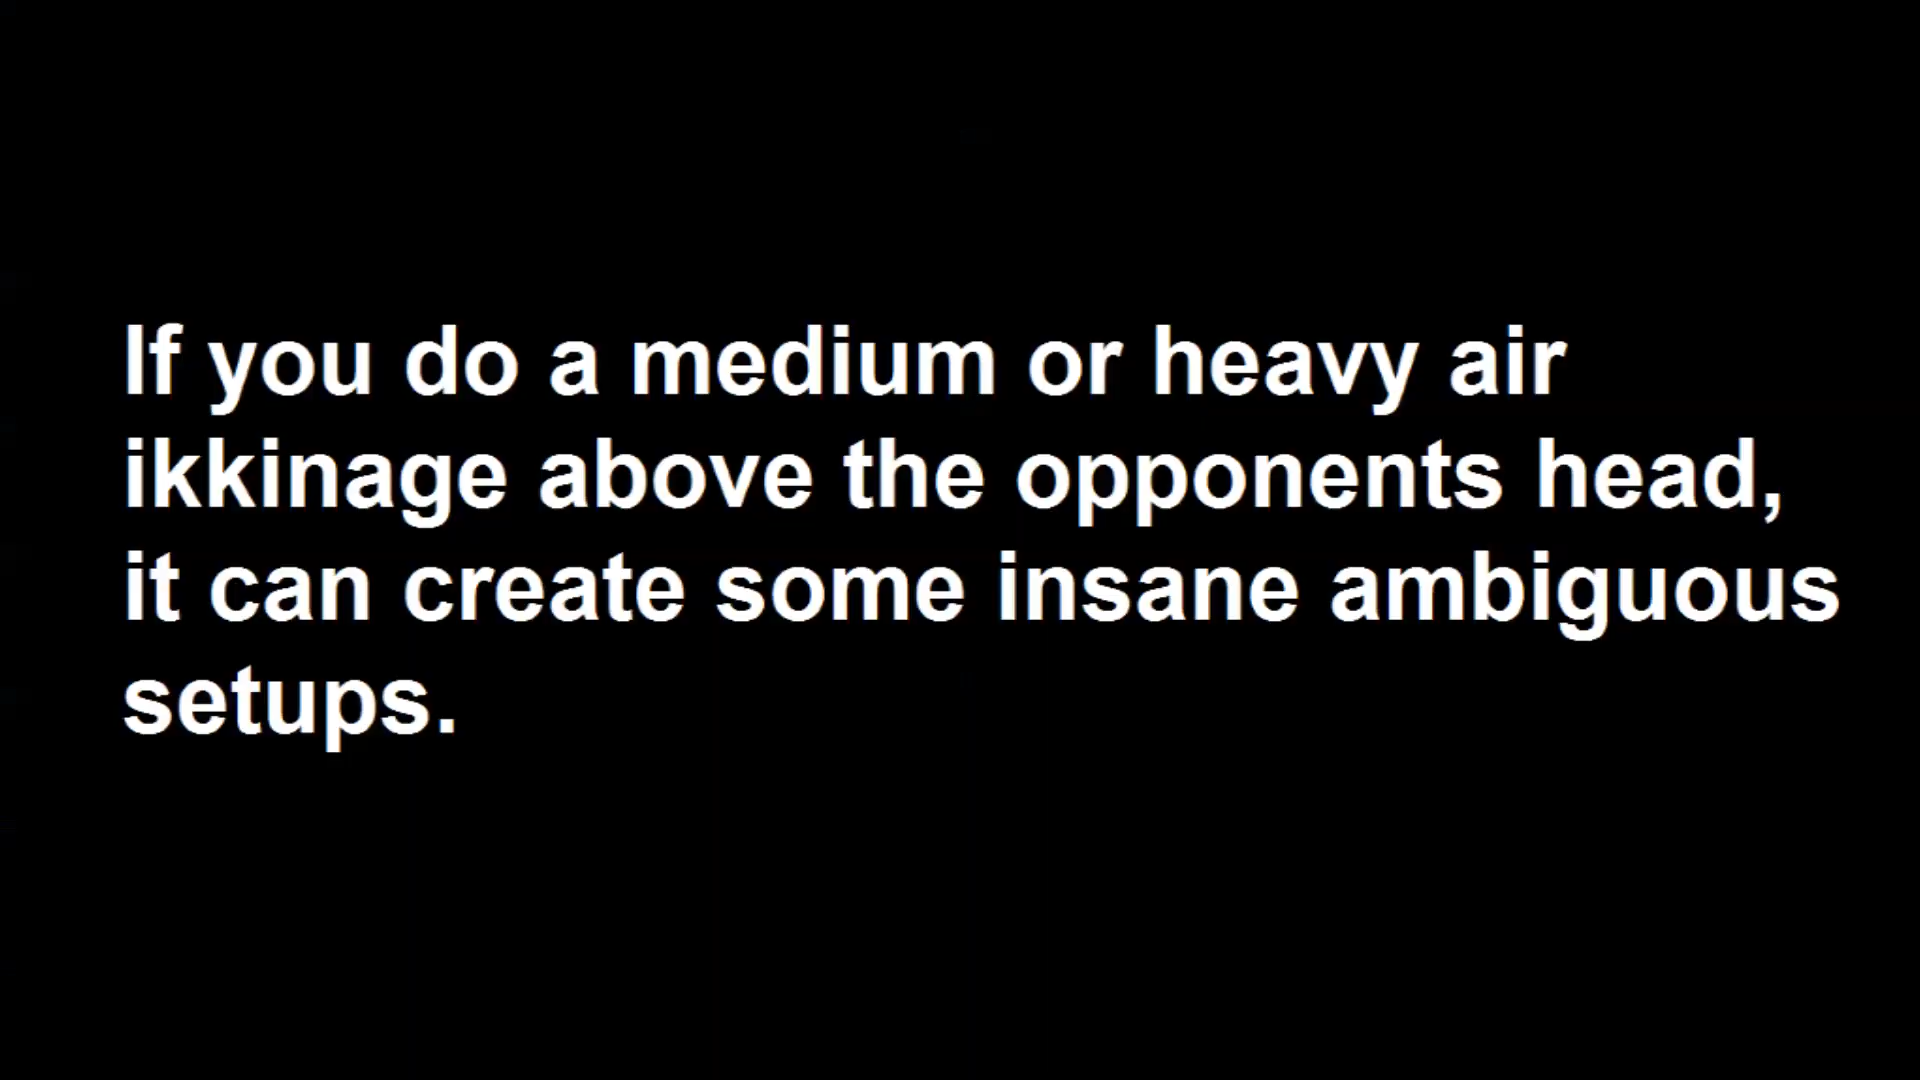 If you do a medium or heavy air
ikkinage above the opponents head,
it can create some insane ambiguous
setups.